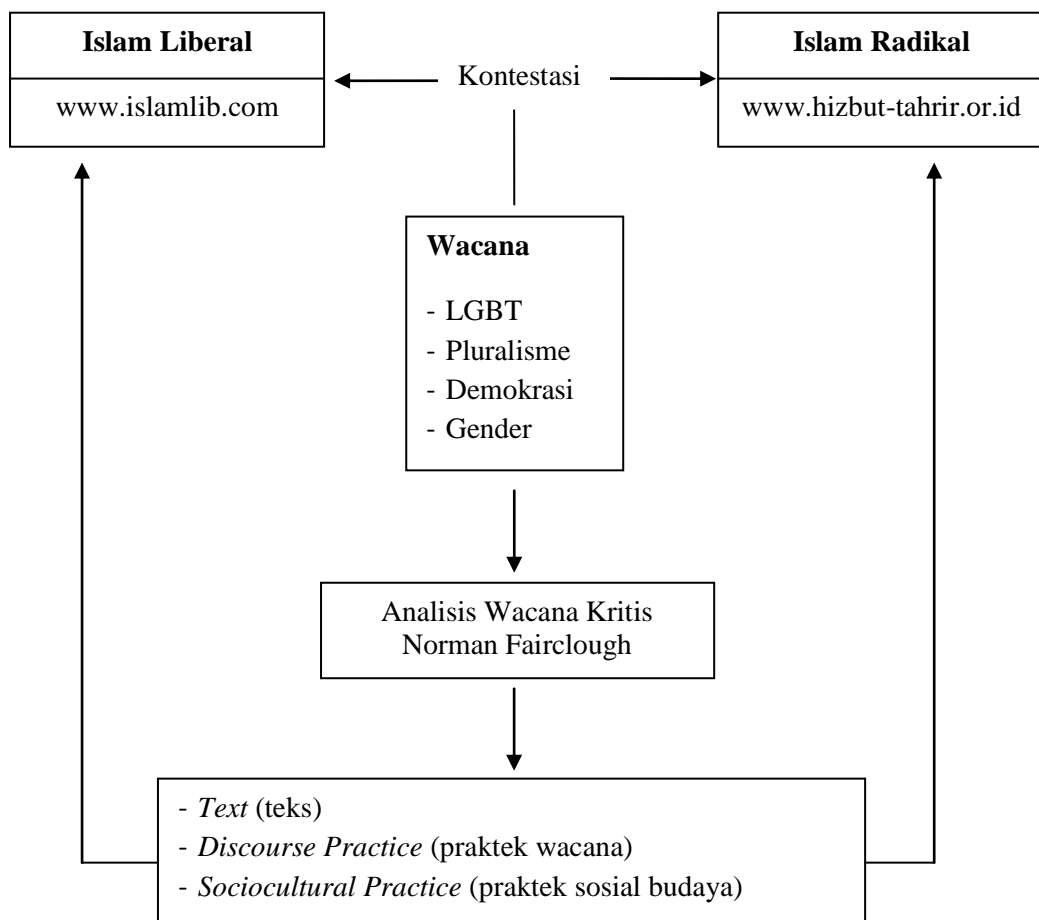 Islam Liberal
www.islamlib.com
Kontestasi
Islam Radikal
www.hizbut-tahrir.or.id
Wacana
- LGBT
- Pluralisme
- Demokrasi
- Gender
Analisis Wacana Kritis
Norman Fairclough
- Text (teks)
- Discourse Practice (praktek wacana)
- Sociocultural Practice (praktek sosial budaya)